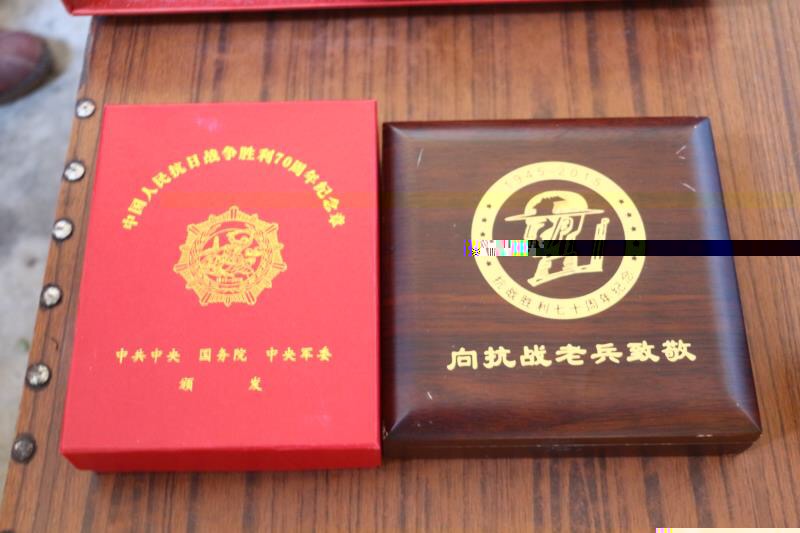 中国人民抗日战争胜利70周年纪念章
中共中央 国务院 中央军委
颁 发
1945-2015
抗战胜利七十周年纪念
向抗战老兵致敬